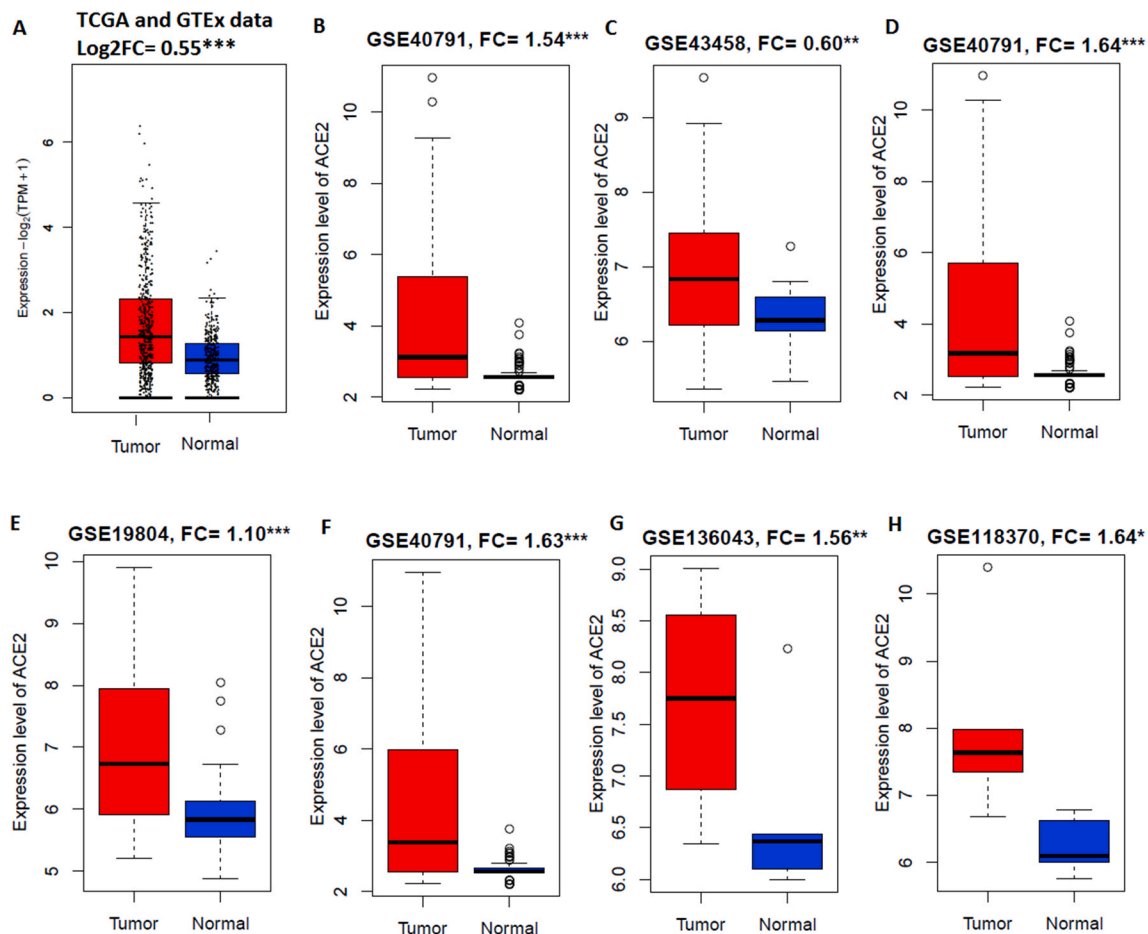 A
TCGA and GTEx data
Log2FC= 0.55***
Expression – log2(TPM + 1)
6
4
2
0
Tumor
Normal
B
GSE40791, FC= 1.54***
Expression level of ACE2
10
8
6
4
2
Tumor
Normal
C
GSE43458, FC= 0.60**
Expression level of ACE2
9
8
7
6
Tumor
Normal
D
GSE40791, FC= 1.64***
Expression level of ACE2
10
8
6
4
2
Tumor
Normal
E
GSE19804, FC= 1.10***
Expression level of ACE2
10
9
8
7
6
5
Tumor
Normal
F
GSE40791, FC= 1.63***
Expression level of ACE2
10
8
6
4
2
Tumor
Normal
G
GSE136043, FC= 1.56**
Expression level of ACE2
9.0
8.5
8.0
7.5
7.0
6.5
6.0
Tumor
Normal
H
GSE118370, FC= 1.64*
Expression level of ACE2
10
9
8
7
6
Tumor
Normal